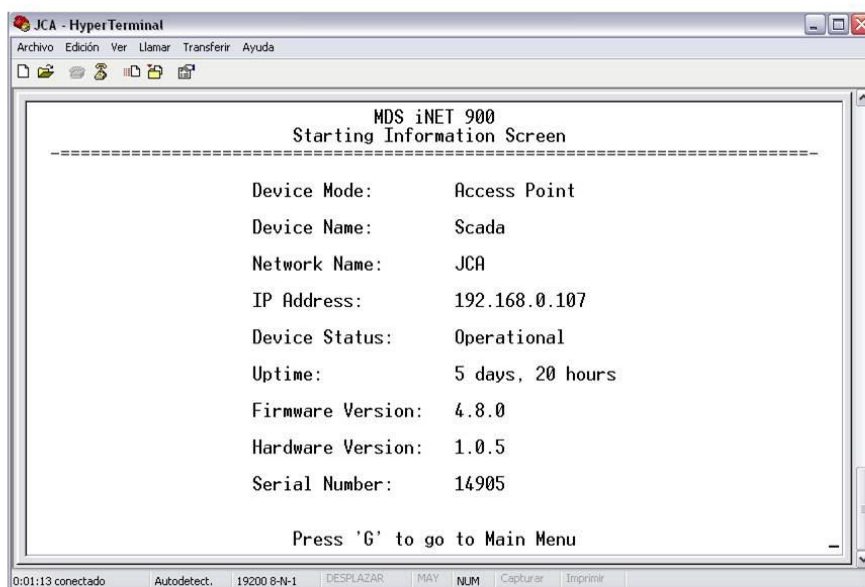 JCA - HyperTerminal
Archivo Edición Ver Llamar Transferir Ayuda
MDS iNET 900
Starting Information Screen
-==========================================================================-
Device Mode: Access Point
Device Name: Scada
Network Name: JCA
IP Address: 192.168.0.107
Device Status: Operational
Uptime: 5 days, 20 hours
Firmware Version: 4.8.0
Hardware Version: 1.0.5
Serial Number: 14905
Press 'G' to go to Main Menu
0:01:13 conectado Autodetect. 19200 8-N-1 DESPLAZAR MAY NUM Capturar Imprimir